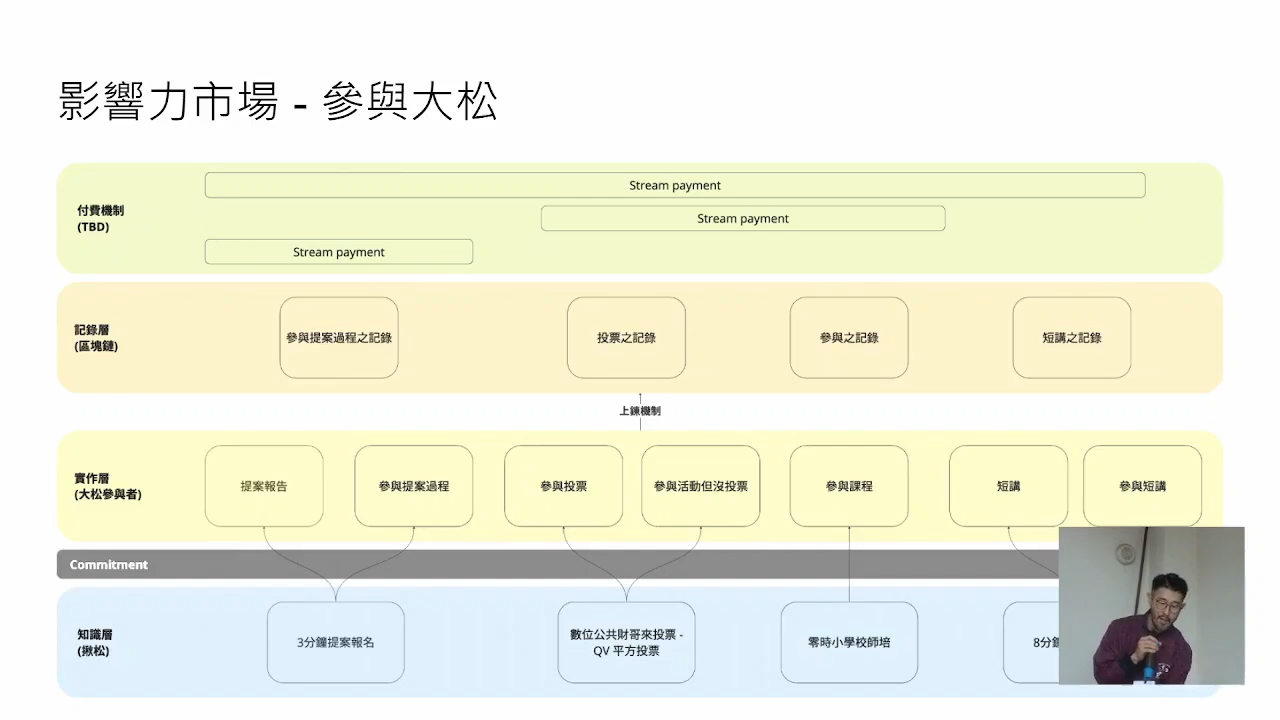 影響力市場 - 參與大松
付費機制
(TBD)
Stream payment
Stream payment
Stream payment
記錄層
(區塊鏈)
參與提案過程之記錄
投票之記錄
參與之記錄
短講之記錄
上鍊機制
實作層
(大松參與者)
提案報告
參與提案過程
參與投票
參與活動但沒投票
參與課程
短講
參與短講
Commitment
知識層
(揪松)
3分鐘提案報名
數位公共財哥來投票 -
QV 平方投票
零時小學校師培
8分